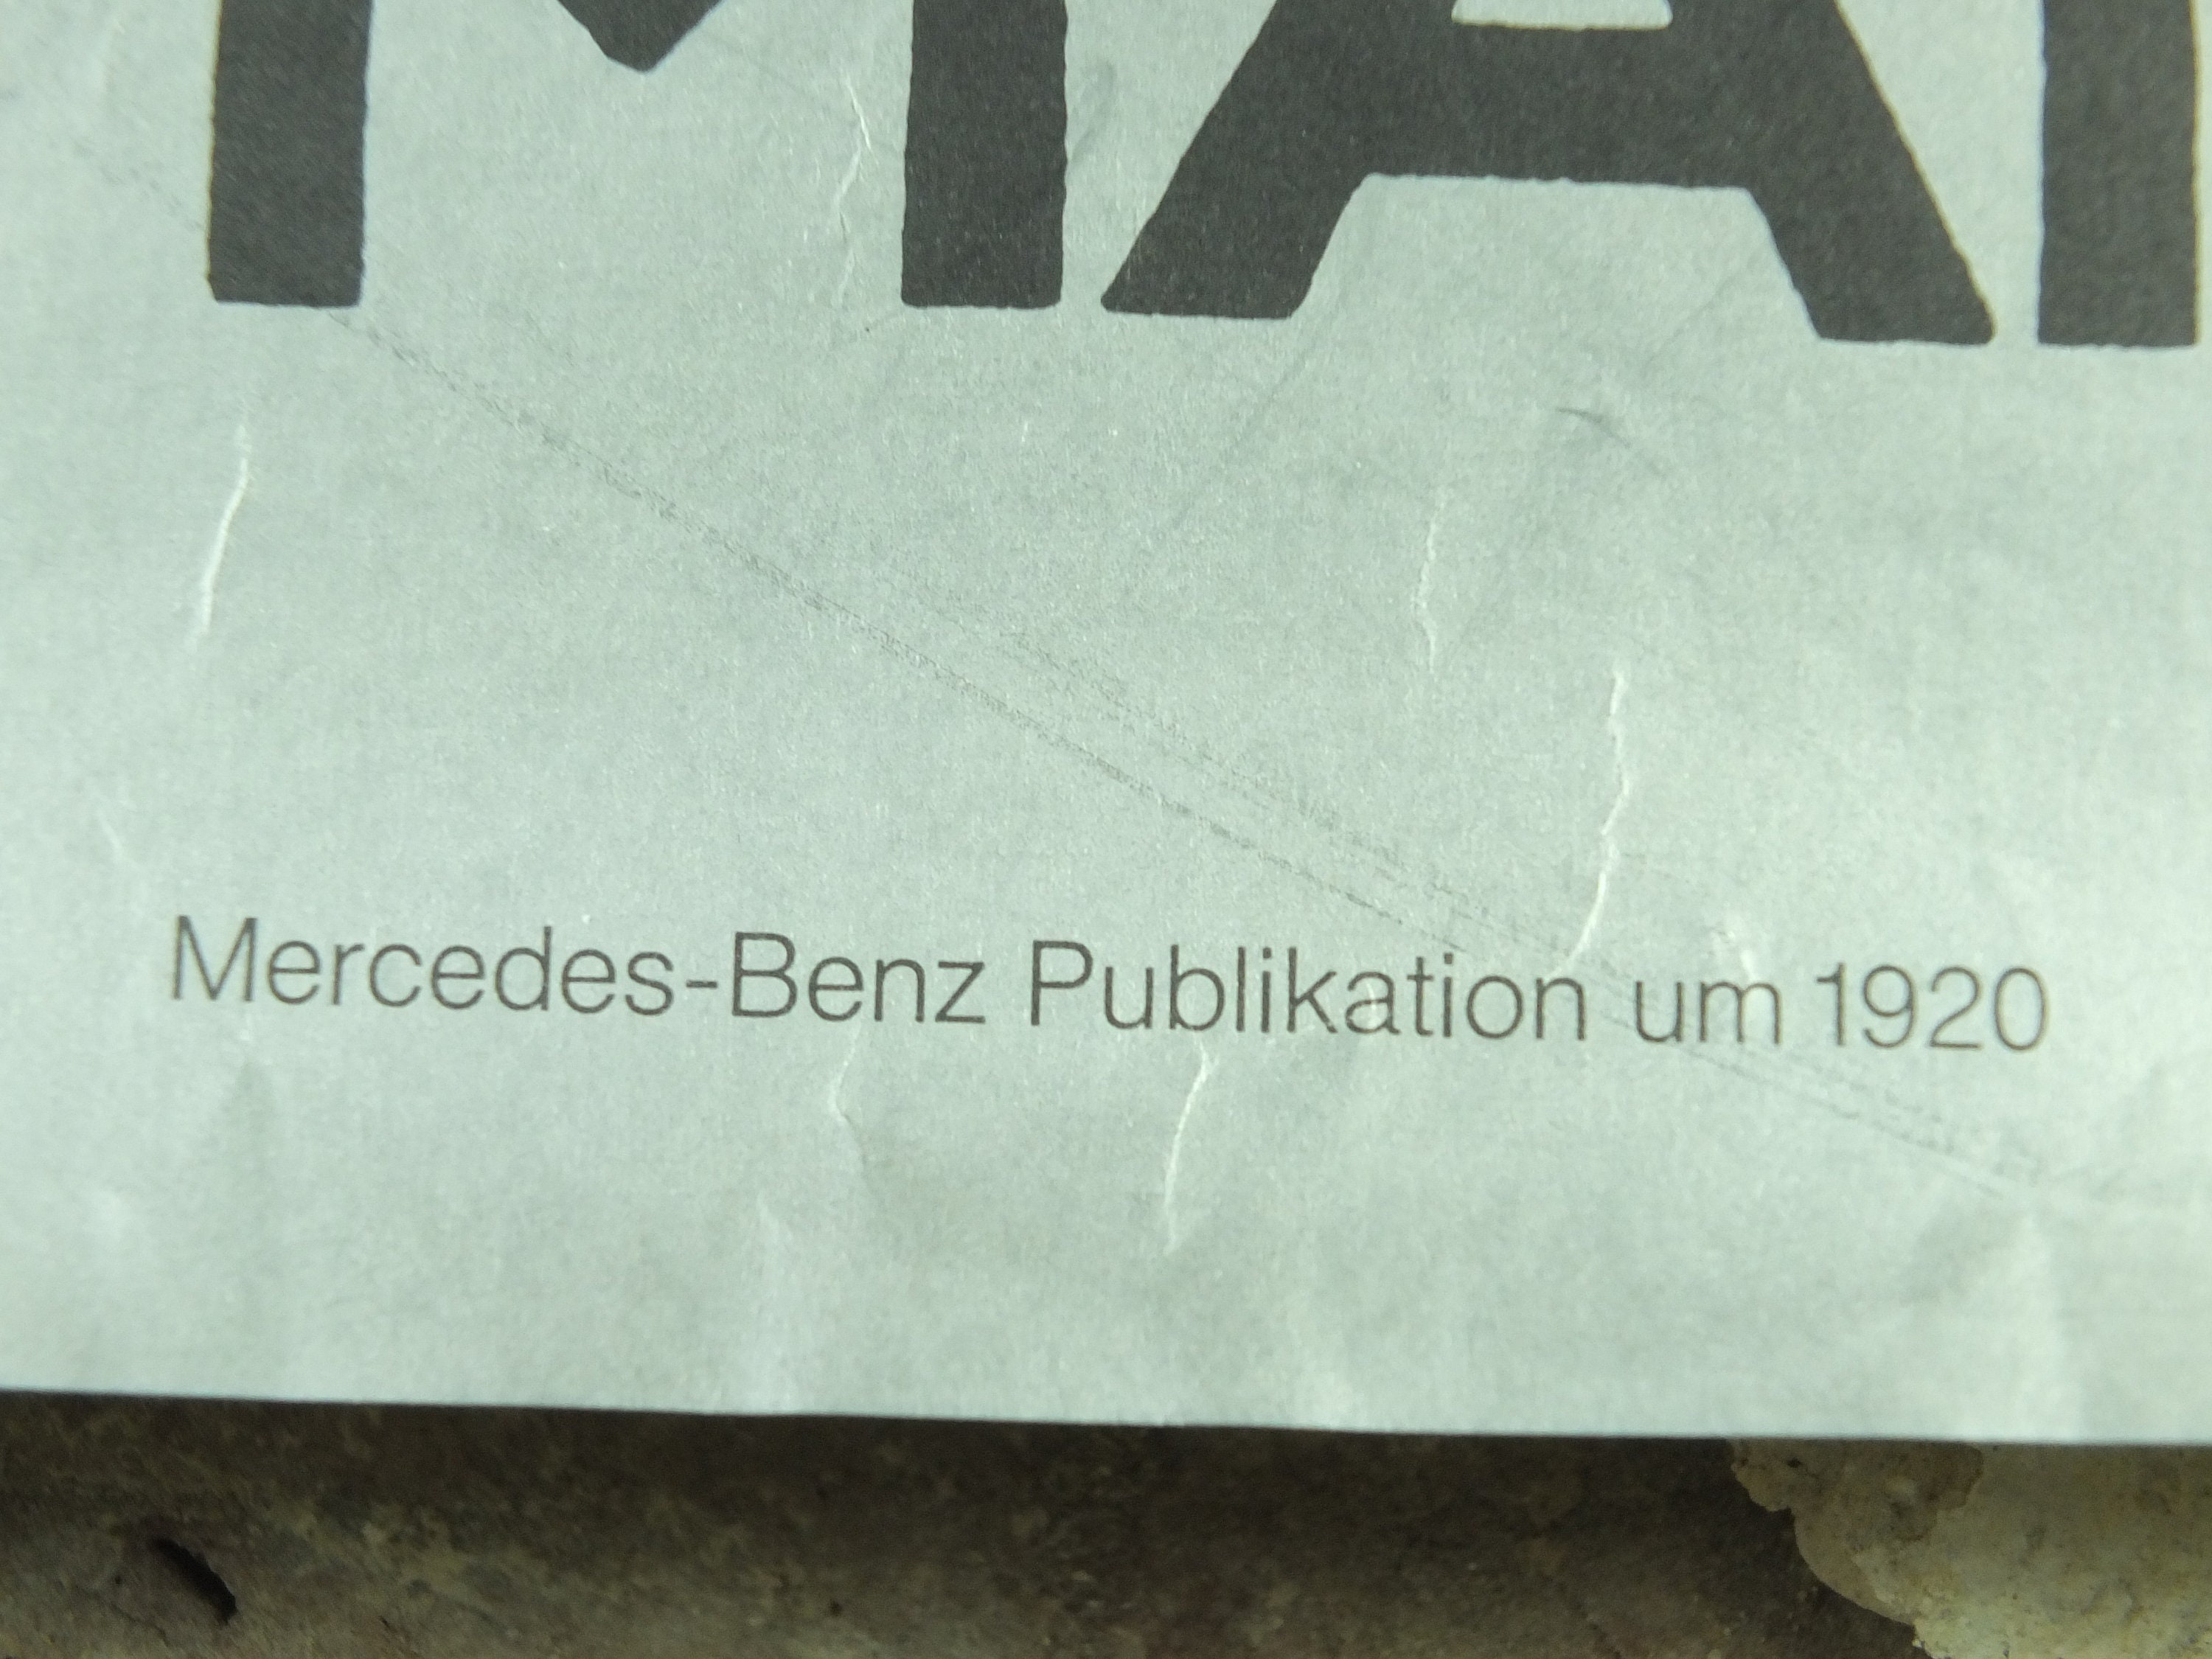 Mercedes-Benz Publikation um 1920